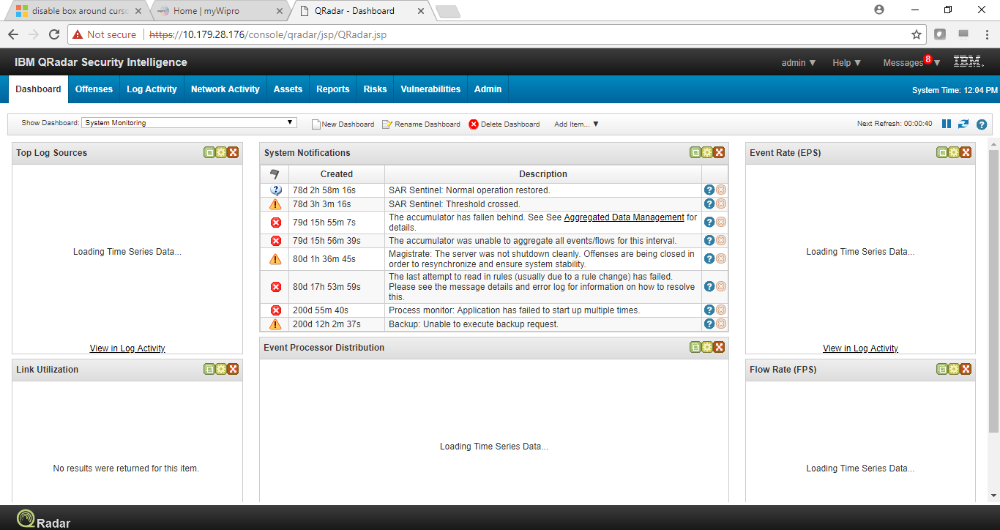 disable box around curso
Home | myWipro
QRadar - Dashboard
Not secure
https://10.179.28.176/console/qradar/jsp/QRadar.jsp
IBM QRadar Security Intelligence
admin ▼
Help ▼
Messages 8 ▼
IBM.
Dashboard
Offenses
Log Activity
Network Activity
Assets
Reports
Risks
Vulnerabilities
Admin
System Time: 12:04 PM
Show Dashboard: System Monitoring
New Dashboard
Rename Dashboard
Delete Dashboard
Add Item... ▼
Next Refresh: 00:00:40
Top Log Sources
Loading Time Series Data...
View in Log Activity
Link Utilization
No results were returned for this item.
System Notifications
Created Description
78d 2h 58m 16s SAR Sentinel: Normal operation restored.
78d 3h 3m 16s SAR Sentinel: Threshold crossed.
79d 15h 55m 7s The accumulator has fallen behind. See See Aggregated Data Management for
details.
79d 15h 56m 39s The accumulator was unable to aggregate all events/flows for this interval.
80d 1h 36m 45s Magistrate: The server was not shutdown cleanly. Offenses are being closed in
order to resynchronize and ensure system stability.
80d 17h 53m 59s The last attempt to read in rules (usually due to a rule change) has failed.
Please see the message details and error log for information on how to resolve
this.
200d 55m 40s Process monitor: Application has failed to start up multiple times.
200d 12h 2m 37s Backup: Unable to execute backup request.
Event Processor Distribution
Loading Time Series Data...
Event Rate (EPS)
Loading Time Series Data...
View in Log Activity
Flow Rate (FPS)
Loading Time Series Data...
QRadar